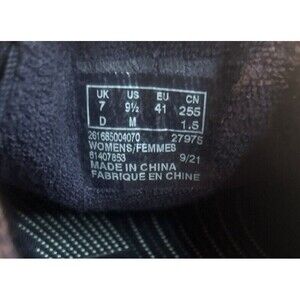 UK US EU CN
7 9½ 41 255
D M 1.5
261665004070 27975
WOMENS/FEMMES
61407853 9/21
MADE IN CHINA
FABRIQUE EN CHINE